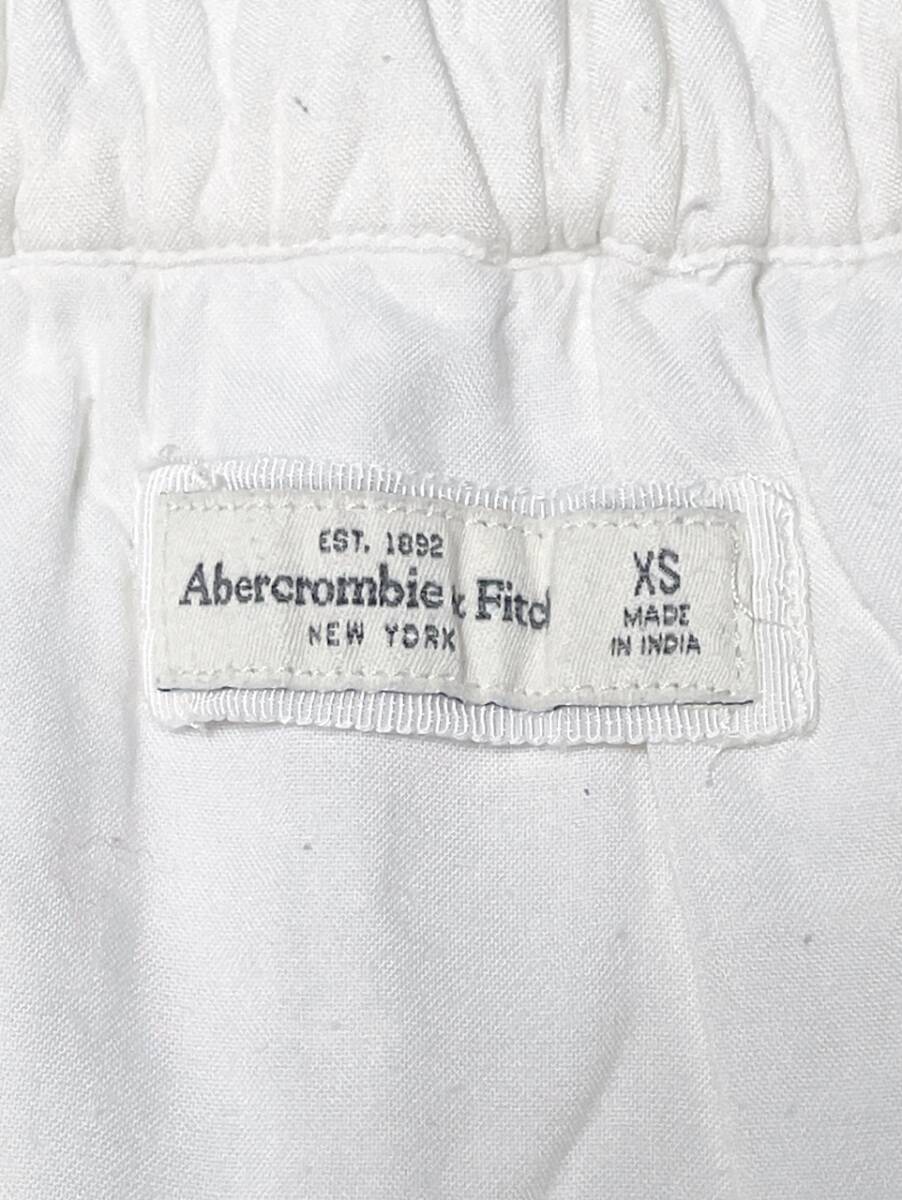 EST. 1892
Abercrombie & Fitch
NEW YORK
XS
MADE
IN INDIA